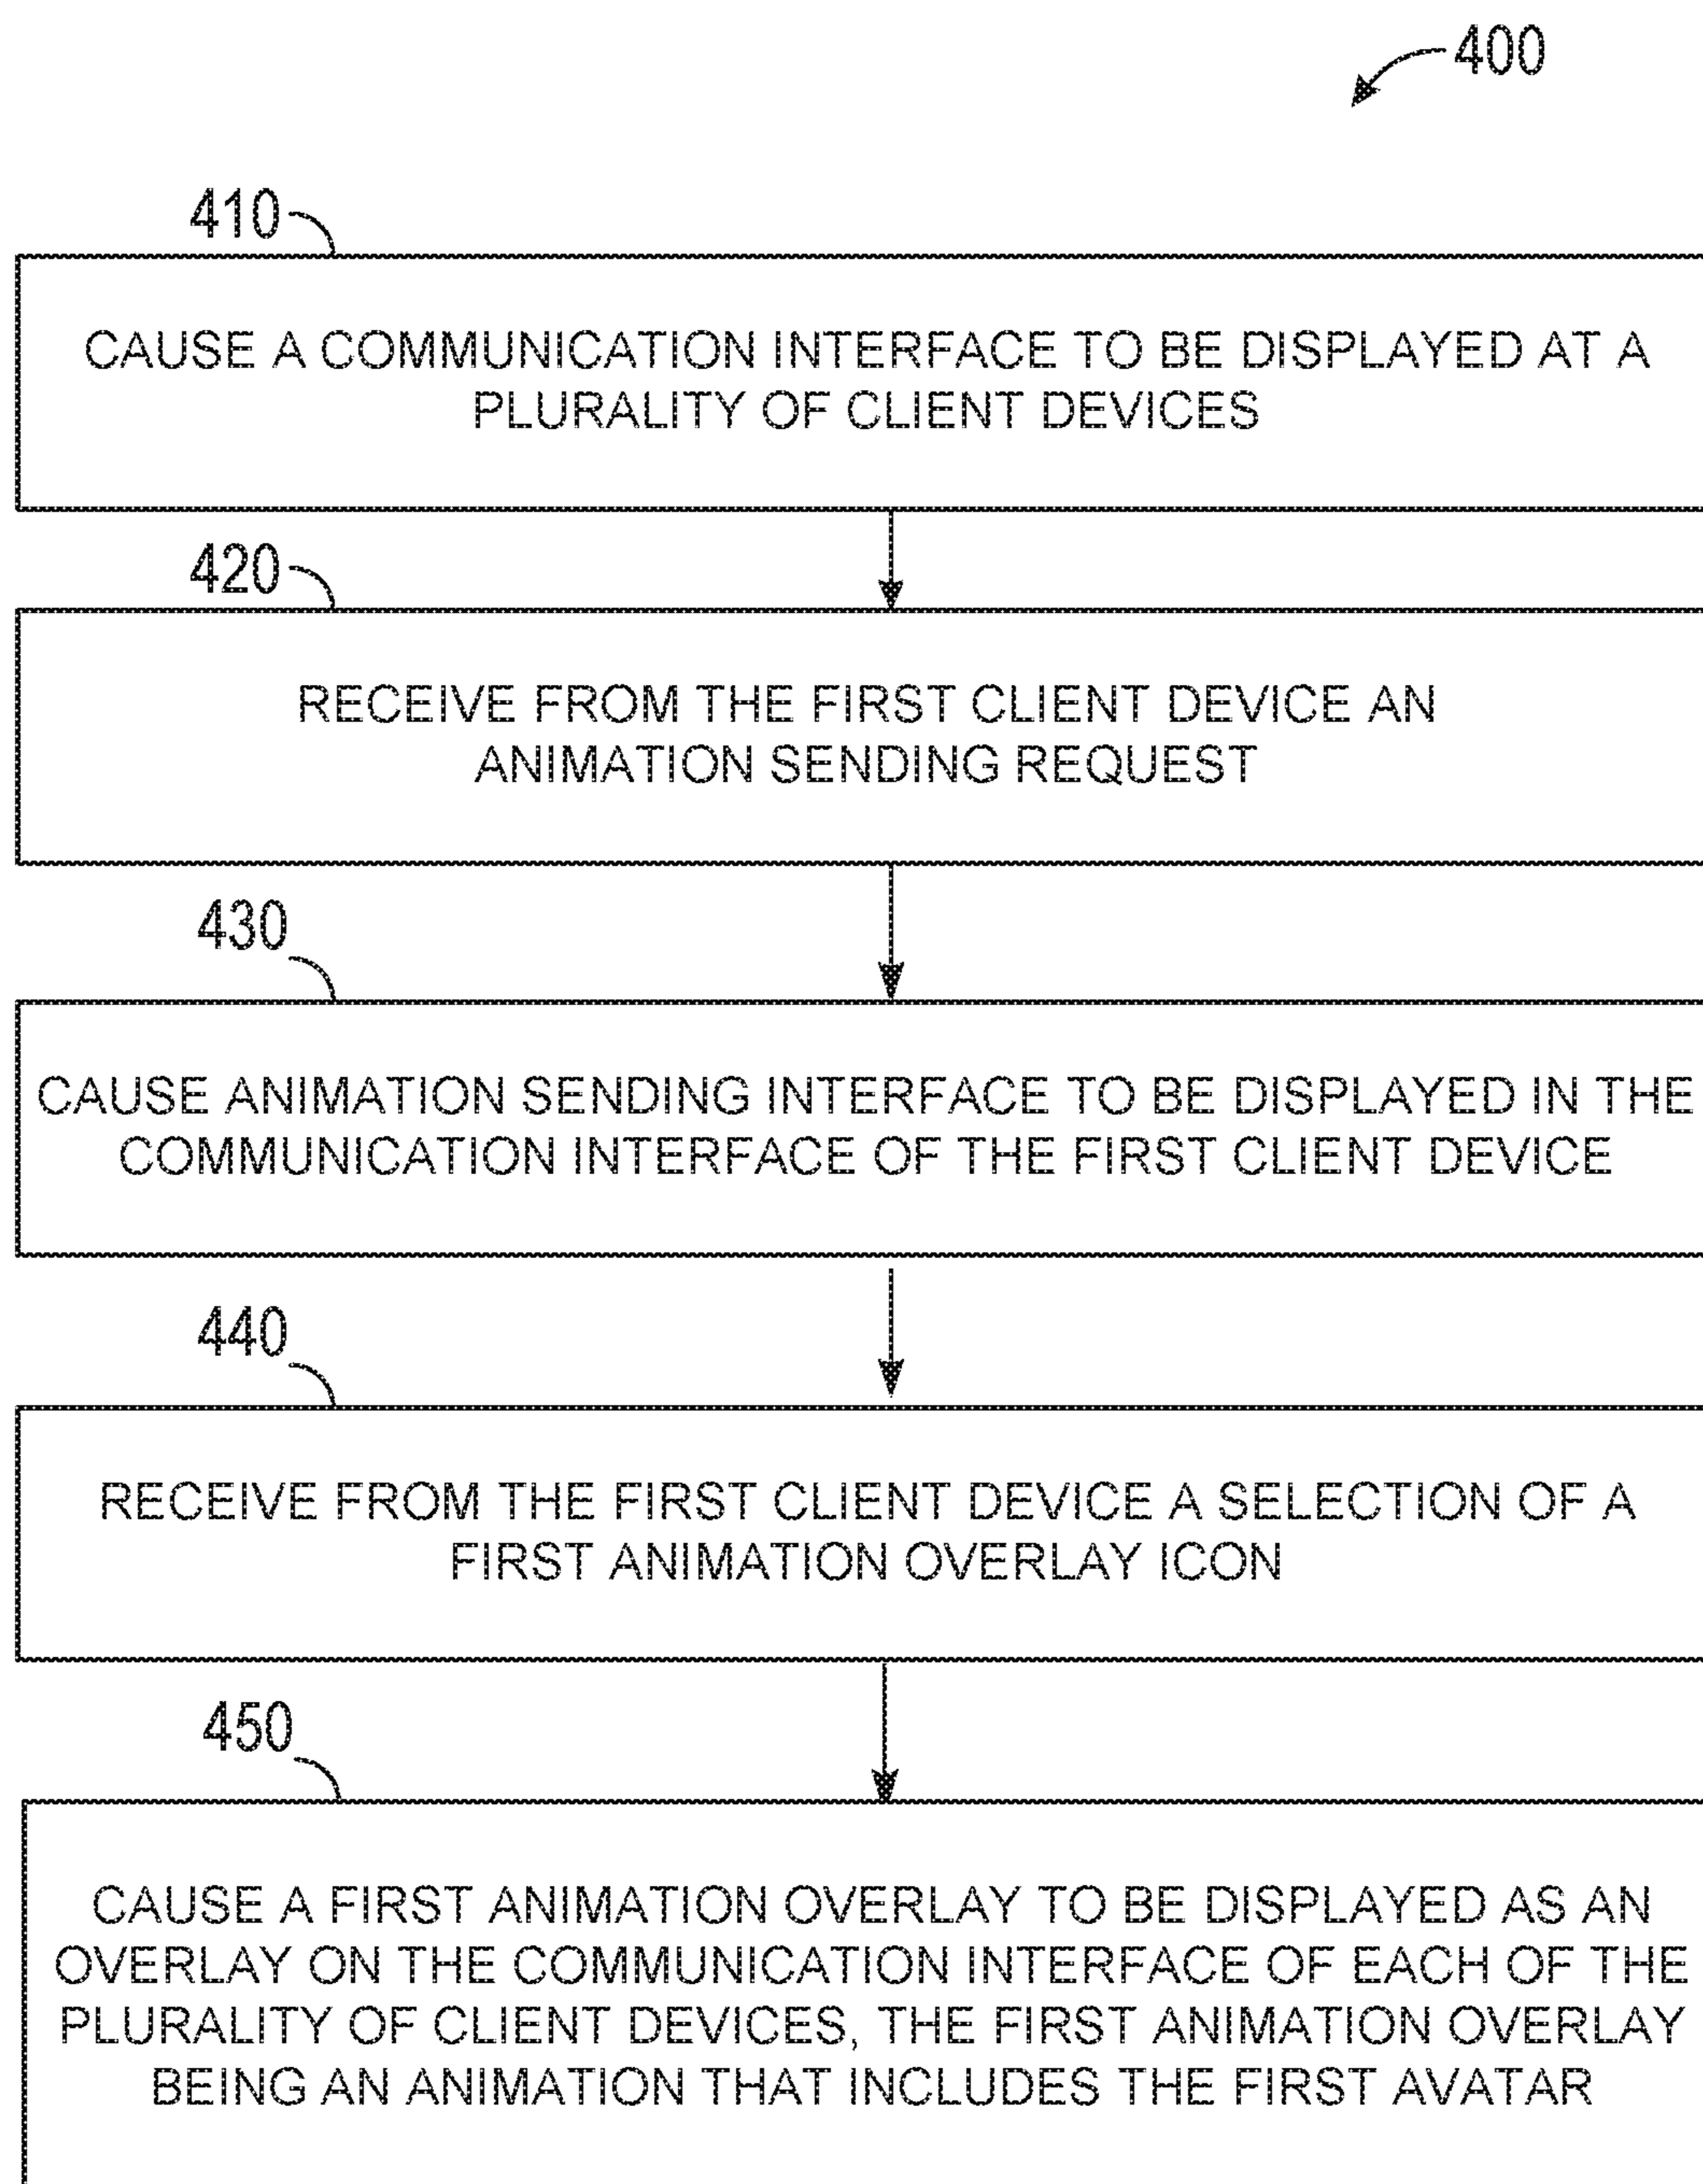 400
410
CAUSE A COMMUNICATION INTERFACE TO BE DISPLAYED AT A
PLURALITY OF CLIENT DEVICES
420
RECEIVE FROM THE FIRST CLIENT DEVICE AN
ANIMATION SENDING REQUEST
430
CAUSE ANIMATION SENDING INTERFACE TO BE DISPLAYED IN THE
COMMUNICATION INTERFACE OF THE FIRST CLIENT DEVICE
440
RECEIVE FROM THE FIRST CLIENT DEVICE A SELECTION OF A
FIRST ANIMATION OVERLAY ICON
450
CAUSE A FIRST ANIMATION OVERLAY TO BE DISPLAYED AS AN
OVERLAY ON THE COMMUNICATION INTERFACE OF EACH OF THE
PLURALITY OF CLIENT DEVICES, THE FIRST ANIMATION OVERLAY
BEING AN ANIMATION THAT INCLUDES THE FIRST AVATAR